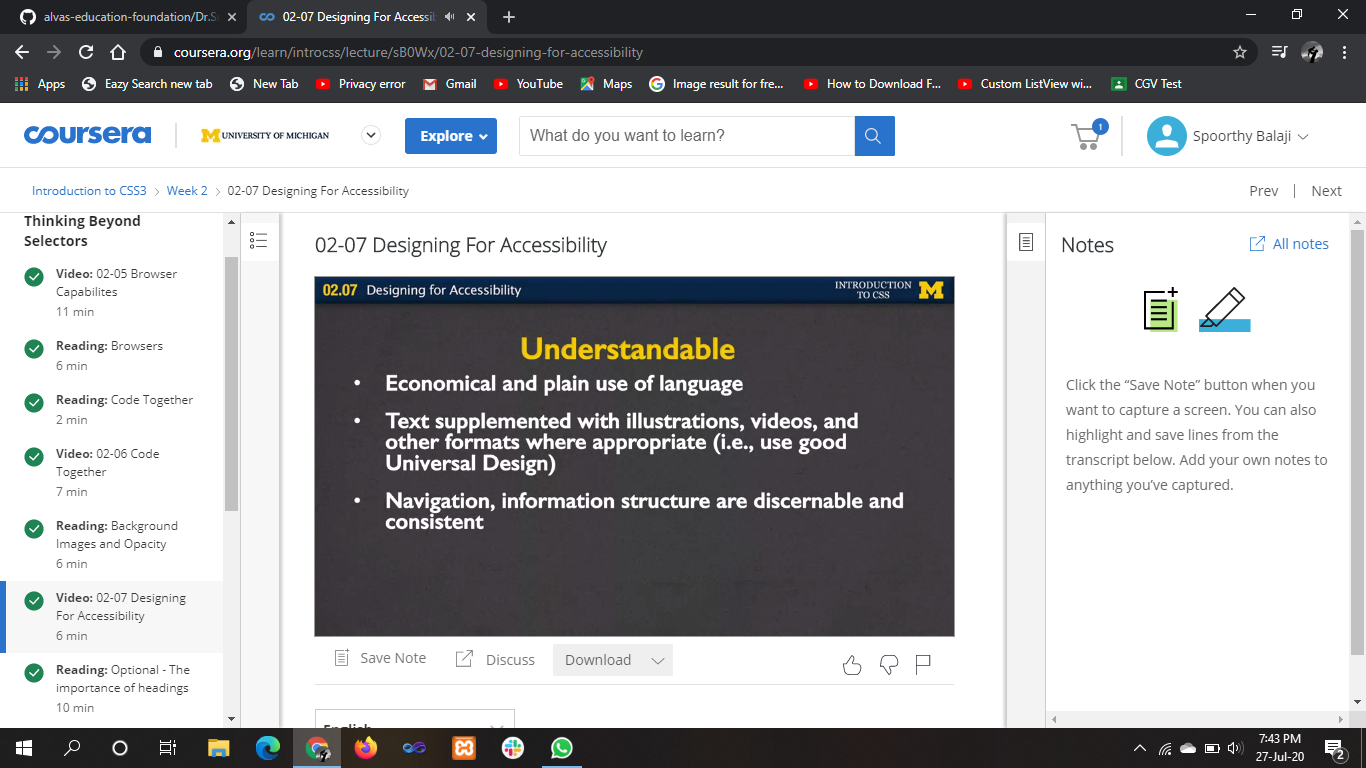 alvas-education-foundation/Dr.S
02-07 Designing For Accessib
coursera.org/learn/introcss/lecture/sB0Wx/02-07-designing-for-accessibility
Apps
Eazy Search new tab
New Tab
Privacy error
Gmail
YouTube
Maps
Image result for fre...
How to Download F...
Custom ListView wi...
CGV Test
coursera
UNIVERSITY OF MICHIGAN
Explore
What do you want to learn?
1
Spoorthy Balaji
Introduction to CSS3
Week 2
02-07 Designing For Accessibility
Prev | Next
Thinking Beyond
Selectors
Video: 02-05 Browser
Capabilites
11 min
Reading: Browsers
6 min
Reading: Code Together
2 min
Video: 02-06 Code
Together
7 min
Reading: Background
Images and Opacity
6 min
Video: 02-07 Designing
For Accessibility
6 min
Reading: Optional - The
importance of headings
10 min
02-07 Designing For Accessibility
02.07 Designing for Accessibility
INTRODUCTION
TO CSS
M
Understandable
• Economical and plain use of language
• Text supplemented with illustrations, videos, and
other formats where appropriate (i.e., use good
Universal Design)
• Navigation, information structure are discernable and
consistent
Save Note
Discuss
Download
English
Notes
All notes
Click the “Save Note” button when you
want to capture a screen. You can also
highlight and save lines from the
transcript below. Add your own notes to
anything you’ve captured.
7:43 PM
27-Jul-20
2